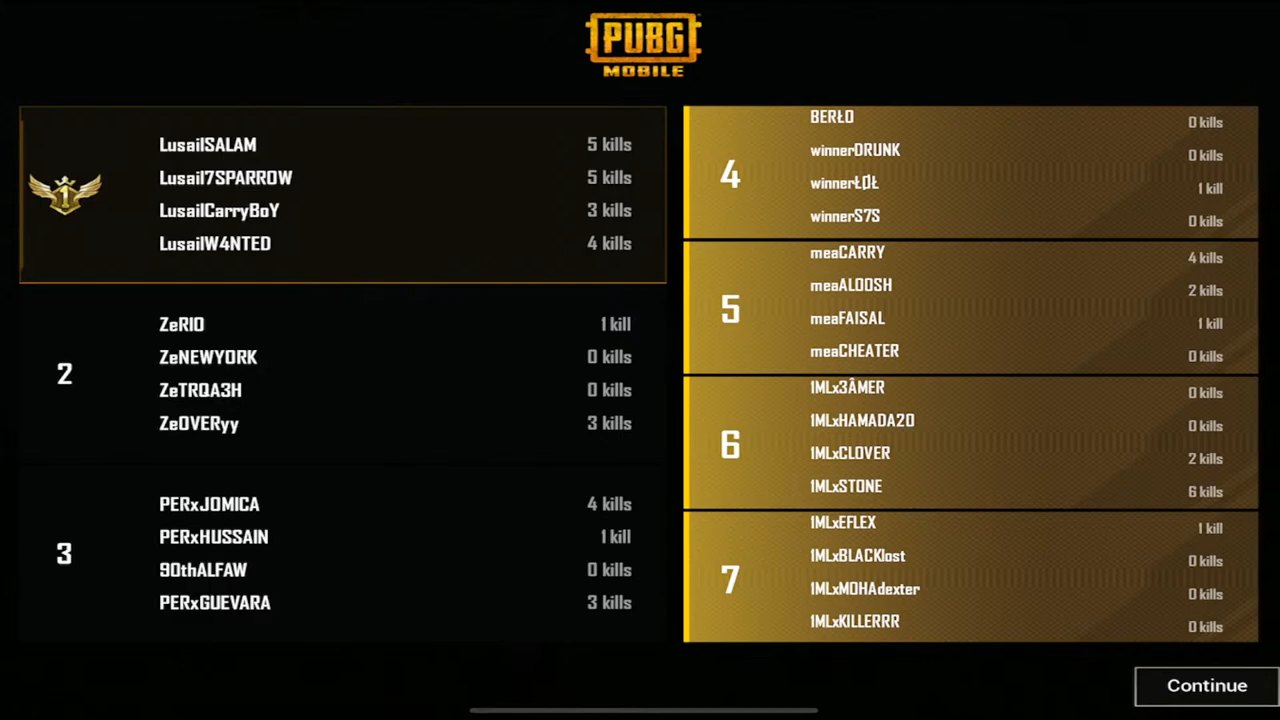 PUBG
MOBILE
1
LusailSALAM 5 kills
Lusail7SPARROW 5 kills
LusailCarryBoY 3 kills
LusailW4NTED 4 kills
2
ZeRIO 1 kill
ZeNEWYORK 0 kills
ZeTRQA3H 0 kills
ZeOVERyy 3 kills
3
PERxJOMICA 4 kills
PERxHUSSAIN 1 kill
90thALFAW 0 kills
PERxGUEVARA 3 kills
4
BERŁO 0 kills
winnerDRUNK 0 kills
winnerŁØŁ 1 kill
winnerS7S 0 kills
5
meaCARRY 4 kills
meaALOOSH 2 kills
meaFAISAL 1 kill
meaCHEATER 0 kills
6
1MLx3ÂMER 0 kills
1MLxHAMADA20 0 kills
1MLxCLOVER 2 kills
1MLxSTONE 6 kills
7
1MLxEFLEX 1 kill
1MLxBLACKlost 0 kills
1MLxMOHAdexter 0 kills
1MLxKILLERRR 0 kills
Continue